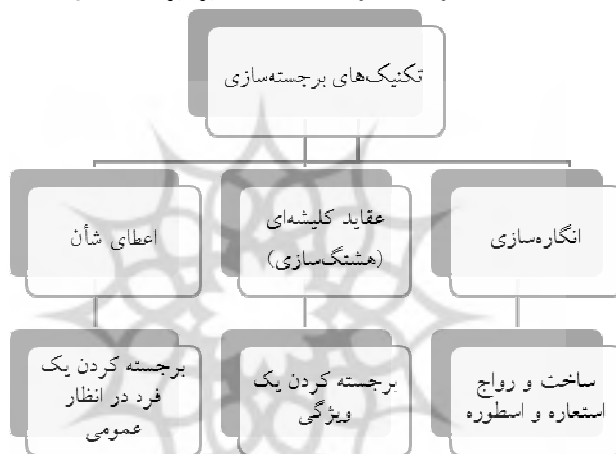 تکنیک‌های برجسته‌سازی
انگاره‌سازی
عقاید کلیشه‌ای
(هشتگ‌سازی)
اعطای شأن
ساخت و رواج
استعاره و اسطوره
برجسته کردن یک
ویژگی
برجسته کردن یک
فرد در انظار
عمومی